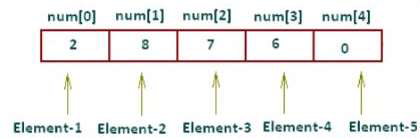 num[0] num[1] num[2] num[3] num[4]
2 8 7 6 0
Element-1 Element-2 Element-3 Element-4 Element-5